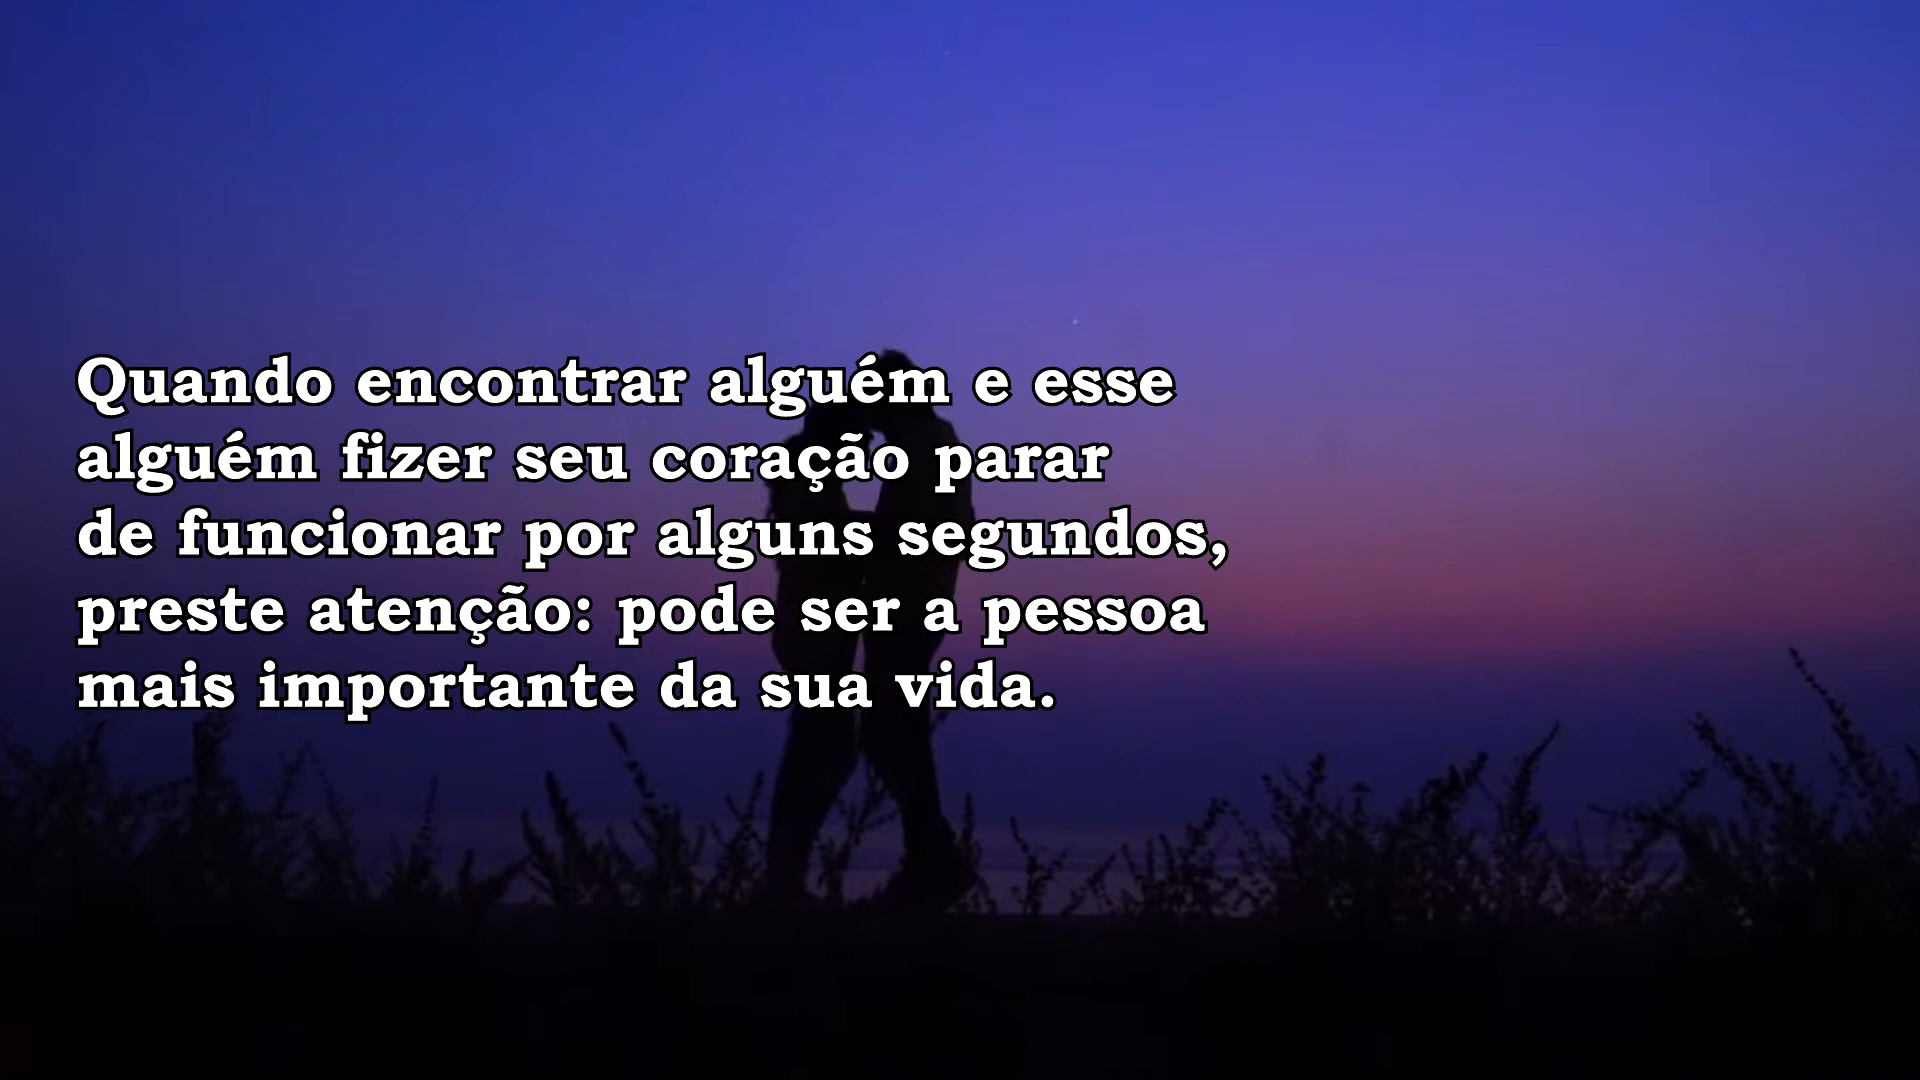 Quando encontrar alguém e esse
alguém fizer seu coração parar
de funcionar por alguns segundos,
preste atenção: pode ser a pessoa
mais importante da sua vida.